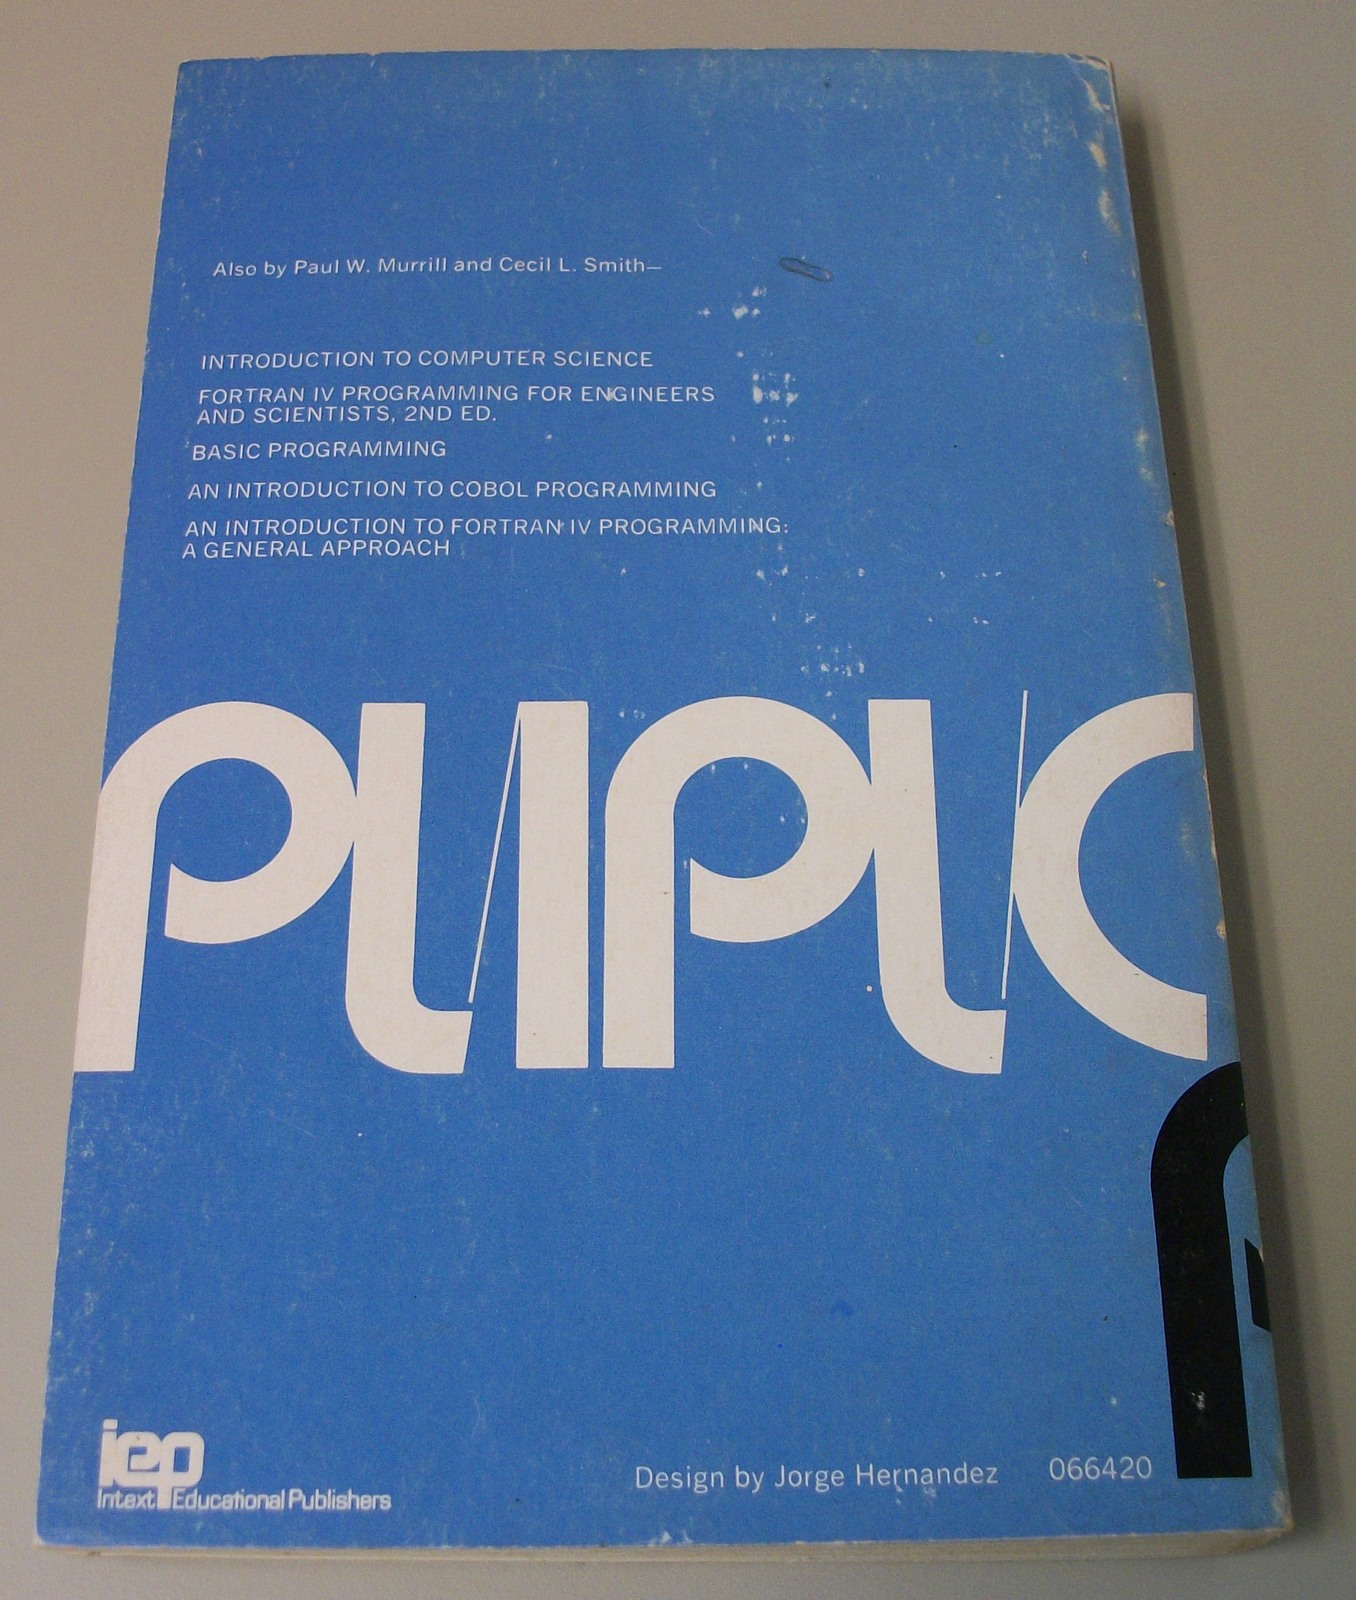 Also by Paul W. Murrill and Cecil L. Smith—
INTRODUCTION TO COMPUTER SCIENCE
FORTRAN IV PROGRAMMING FOR ENGINEERS
AND SCIENTISTS, 2ND ED.
BASIC PROGRAMMING
AN INTRODUCTION TO COBOL PROGRAMMING
AN INTRODUCTION TO FORTRAN IV PROGRAMMING:
A GENERAL APPROACH
PL/IPL/C
iep
Intext Educational Publishers
Design by Jorge Hernandez 066420